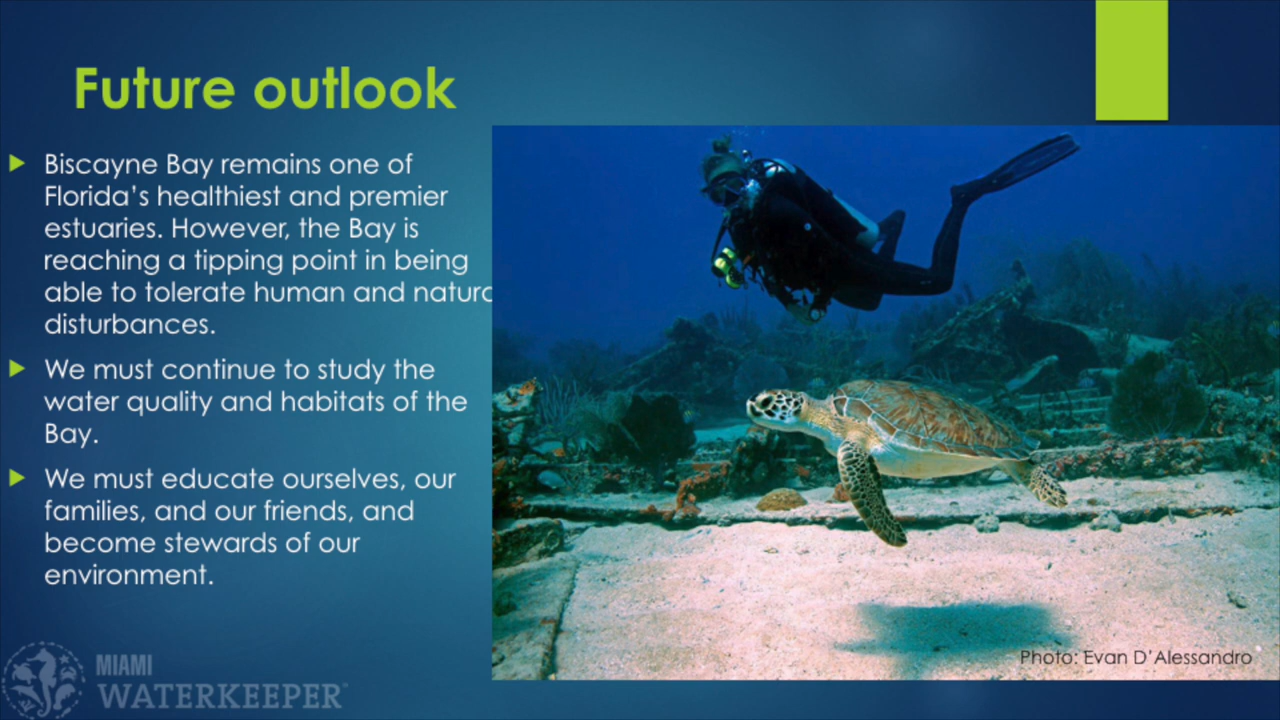 Future outlook
Biscayne Bay remains one of
Florida's healthiest and premier
estuaries. However, the Bay is
reaching a tipping point in being
able to tolerate human and natura
disturbances.
We must continue to study the
water quality and habitats of the
Bay.
We must educate ourselves, our
families, and our friends, and
become stewards of our
environment.
Photo: Evan D'Alessandro
MIAMI
WATERKEEPER